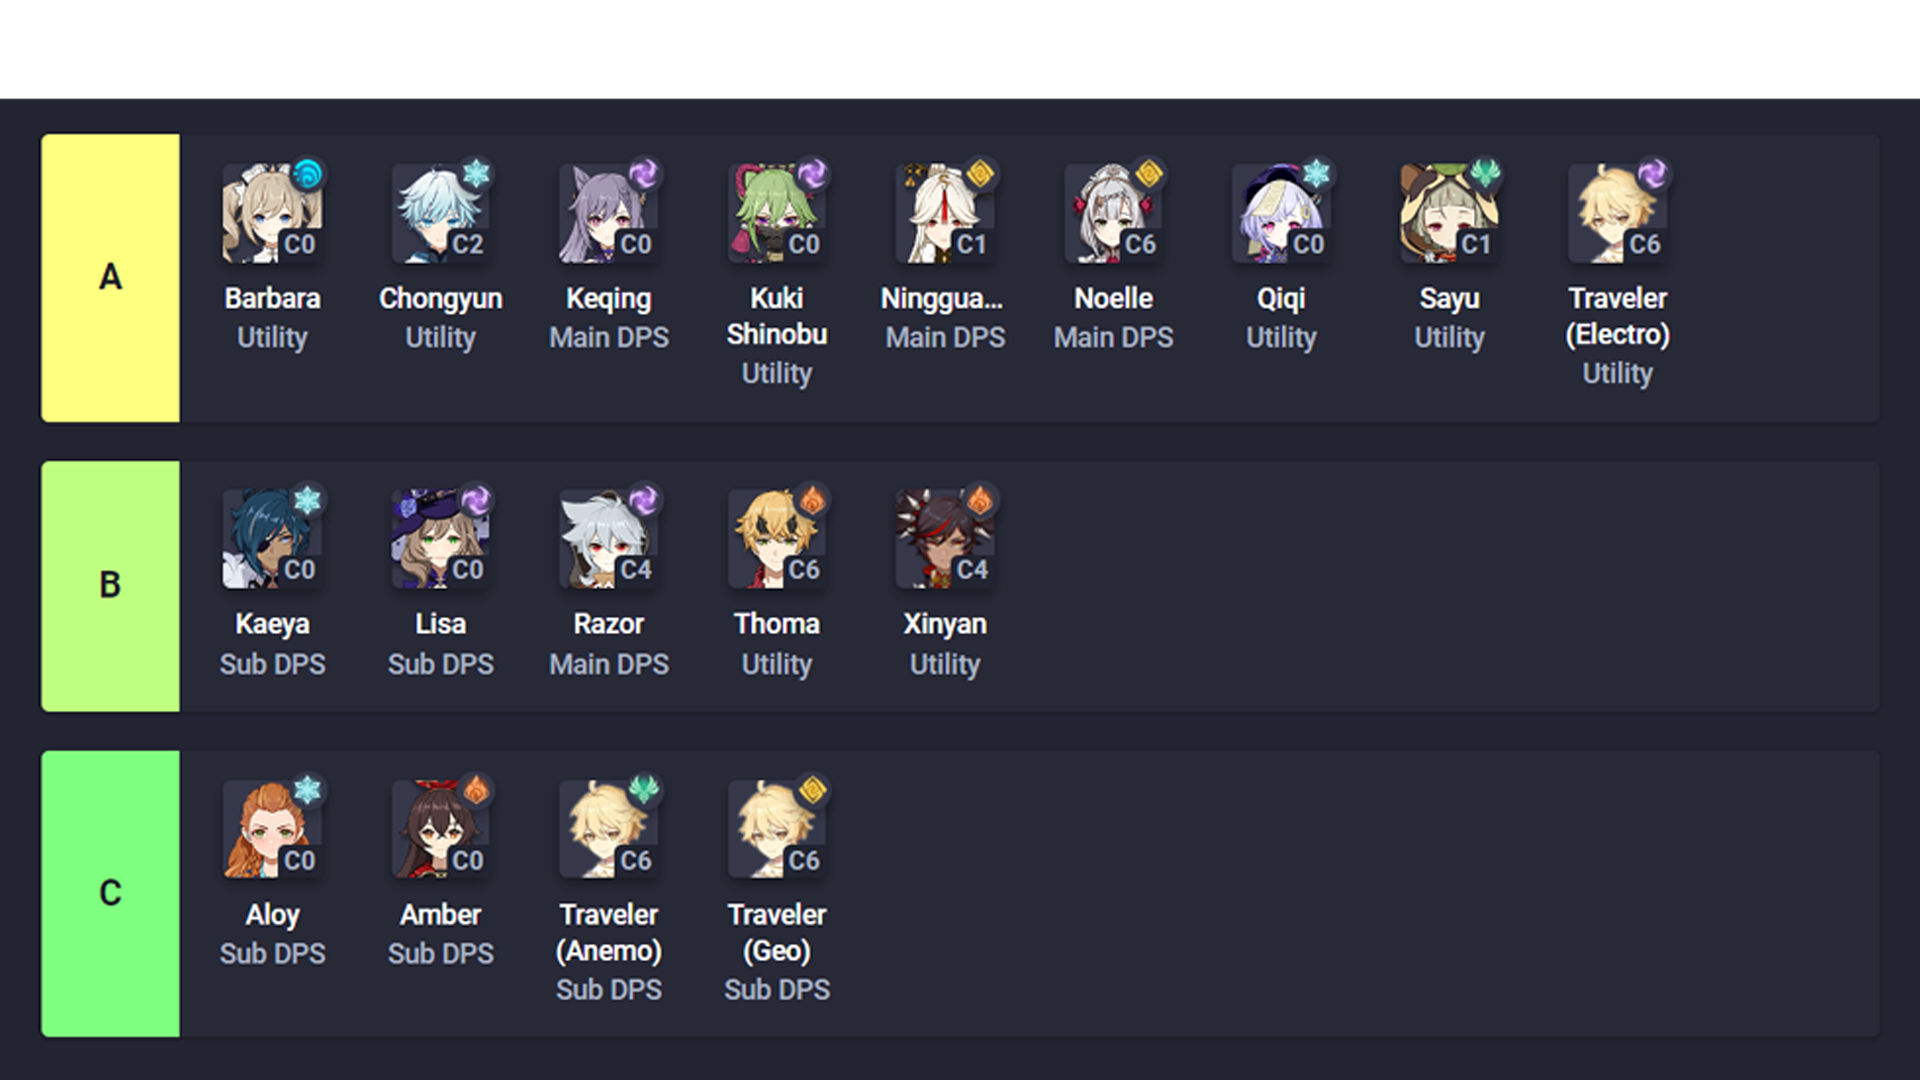 A
C0 C2 C0 C0 C1 C6 C0 C1 C6
Barbara Chongyun Keqing Kuki Shinobu Ninggua... Noelle Qiqi Sayu Traveler (Electro)
Utility Utility Main DPS Utility Main DPS Main DPS Utility Utility Utility
B
C0 C0 C4 C6 C4
Kaeya Lisa Razor Thoma Xinyan
Sub DPS Sub DPS Main DPS Utility Utility
C
C0 C0 C6 C6
Aloy Amber Traveler (Anemo) Traveler (Geo)
Sub DPS Sub DPS Sub DPS Sub DPS